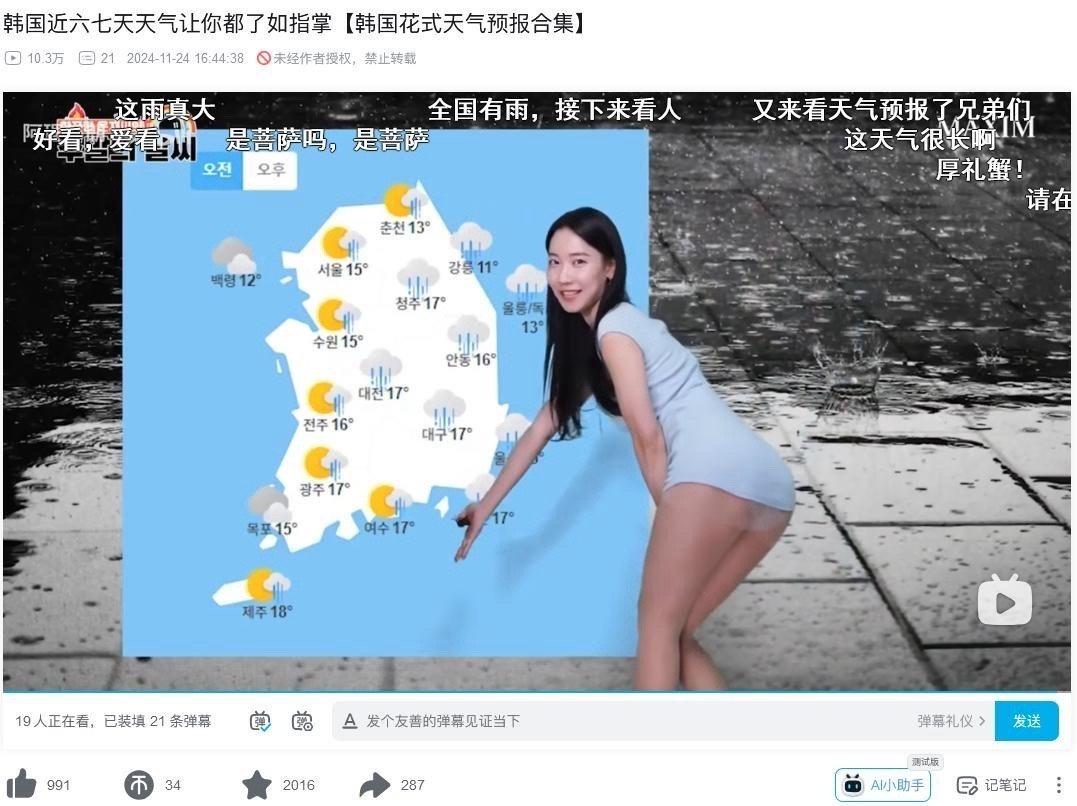 韩国近六七天天气让你都了如指掌【韩国花式天气预报合集】
10.3万 21 2024-11-24 16:44:38 未经作者授权，禁止转载
这雨真大 全国有雨，接下来看人 又来看天气预报了兄弟们
MAXIM
好看，爱看 是菩萨吗，是菩萨 这天气很长啊
厚礼蟹！
오전 오후
请在
춘천 13°
강릉 11°
서울 15°
백령 12°
청주 17°
울릉/독
13°
수원 15°
안동 16°
대전 17°
전주 16°
대구 17°
광주 17°
목포 15°
여수 17°
17°
제주 18°
19 人正在看，已装填 21 条弹幕 弹 弹 A 发个友善的弹幕见证当下 弹幕礼仪 > 发送
测试版
991 34 2016 287 AI小助手 记笔记